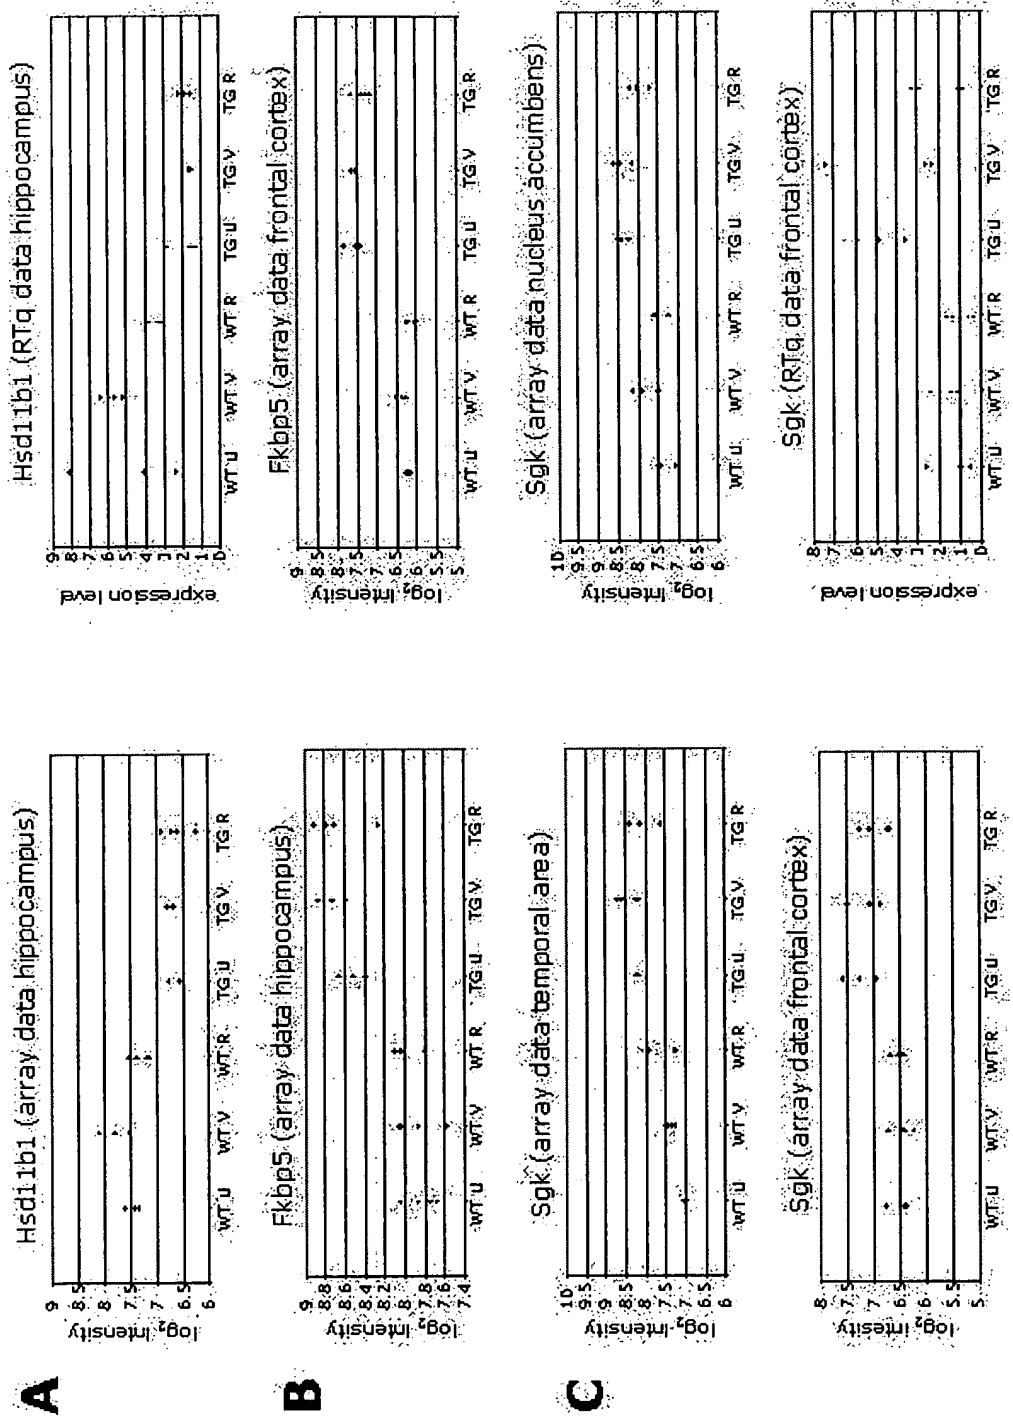 A
Hsd11b1 (array data hippocampus)
log2 Intensity
9
8.5
8
7.5
7
6.5
6
WT U WT V WT R TG U TG V TG R
Hsd11b1 (RTq data hippocampus)
expression level
9
8
7
6
5
4
3
2
1
0
WT U WT V WT R TG U TG V TG R
B
Fkbp5 (array data hippocampus)
log2 Intensity
9
8.8
8.6
8.4
8.2
8
7.8
7.6
7.4
WT U WT V WT R TG U TG V TG R
Fkbp5 (array data frontal cortex)
log2 Intensity
9
8.5
8
7.5
7
6.5
6
5.5
5
WT U WT V WT R TG U TG V TG R
C
Sgk (array data temporal area)
log2 Intensity
10
9.5
9
8.5
8
7.5
7
6.5
6
WT U WT V WT R TG U TG V TG R
Sgk (array data nucleus accumbens)
log2 Intensity
10
9.5
9
8.5
8
7.5
7
6.5
6
WT U WT V WT R TG U TG V TG R
Sgk (array data frontal cortex)
log2 intesity
8
7.5
7
6.5
6
5.5
5
WT U WT V WT R TG U TG V TG R
Sgk (RTq data frontal cortex)
expression level
8
7
6
5
4
3
2
1
0
WT U WT V WT R TG U TG V TG R